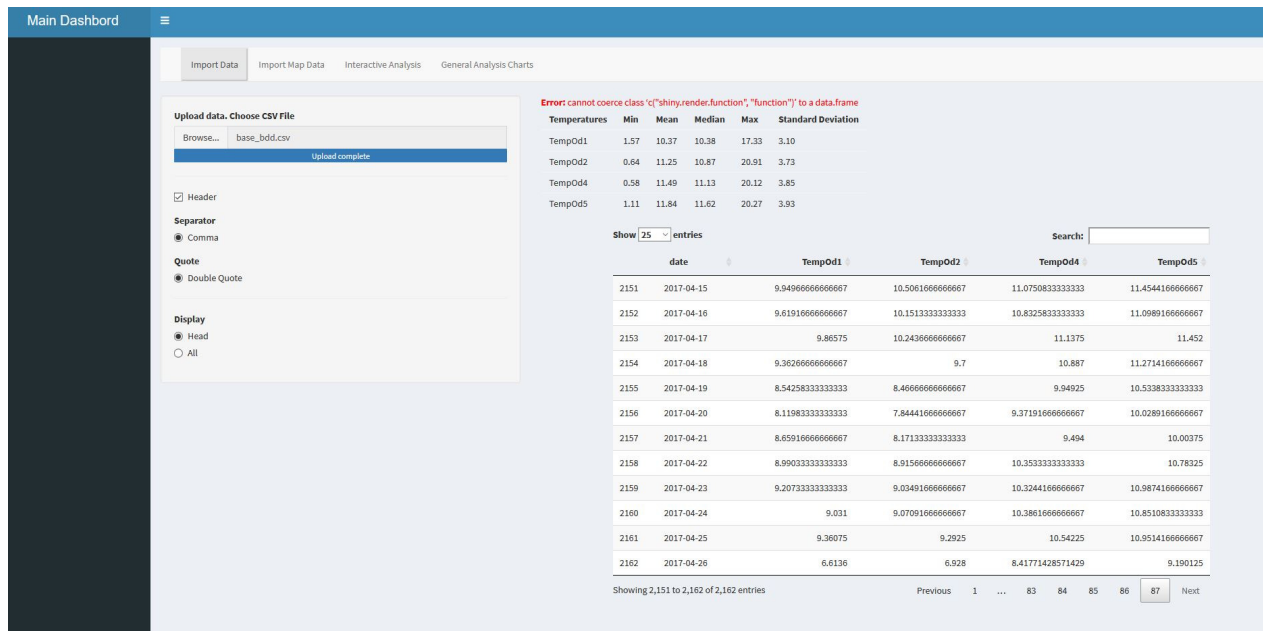 Main Dashbord
Import Data Import Map Data Interactive Analysis General Analysis Charts
Upload data. Choose CSV File
Browse... base_bdd.csv
Upload complete
Header
Separator
Comma
Quote
Double Quote
Display
Head
All
Error: cannot coerce class ‘c("shiny.render.function", "function")’ to a data.frame
Temperatures Min Mean Median Max Standard Deviation
TempOd1 1.57 10.37 10.38 17.33 3.10
TempOd2 0.64 11.25 10.87 20.91 3.73
TempOd4 0.58 11.49 11.13 20.12 3.85
TempOd5 1.11 11.84 11.62 20.27 3.93
Show 25 entries Search:
date TempOd1 TempOd2 TempOd4 TempOd5
2151 2017-04-15 9.94966666666667 10.5061666666667 11.0750833333333 11.4544166666667
2152 2017-04-16 9.61916666666667 10.1513333333333 10.8325833333333 11.0989166666667
2153 2017-04-17 9.86575 10.2436666666667 11.1375 11.452
2154 2017-04-18 9.36266666666667 9.7 10.887 11.2714166666667
2155 2017-04-19 8.54258333333333 8.46666666666667 9.94925 10.5338333333333
2156 2017-04-20 8.11983333333333 7.84441666666667 9.37191666666667 10.0289166666667
2157 2017-04-21 8.65916666666667 8.17133333333333 9.494 10.00375
2158 2017-04-22 8.99033333333333 8.91566666666667 10.3533333333333 10.78325
2159 2017-04-23 9.20733333333333 9.03491666666667 10.3244166666667 10.9874166666667
2160 2017-04-24 9.031 9.07091666666667 10.3861666666667 10.8510833333333
2161 2017-04-25 9.36075 9.2925 10.54225 10.9514166666667
2162 2017-04-26 6.6136 6.928 8.41771428571429 9.190125
Showing 2,151 to 2,162 of 2,162 entries Previous 1 ... 83 84 85 86 87 Next